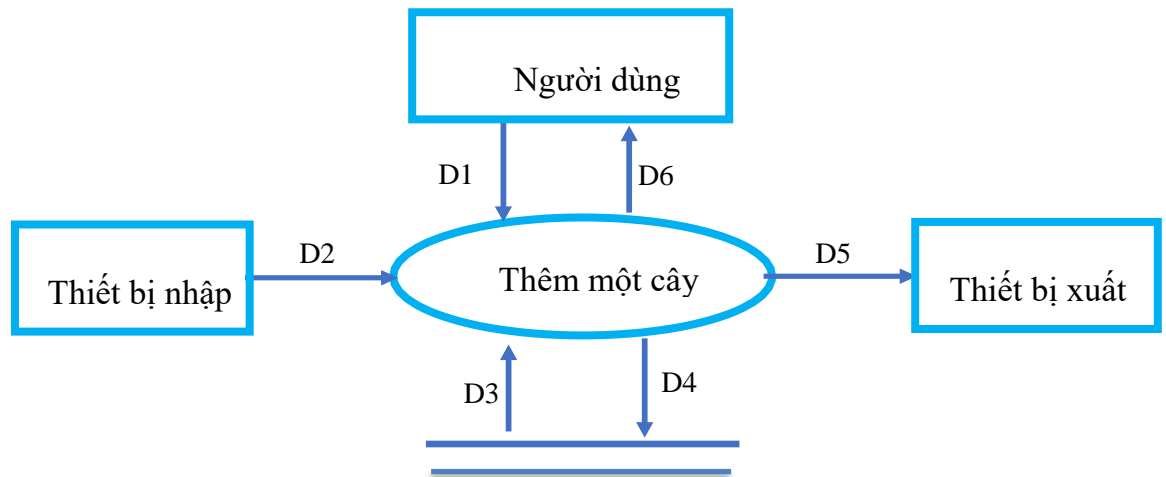 Người dùng
D1
D6
D2
D5
Thiết bị nhập
Thêm một cây
Thiết bị xuất
D3
D4